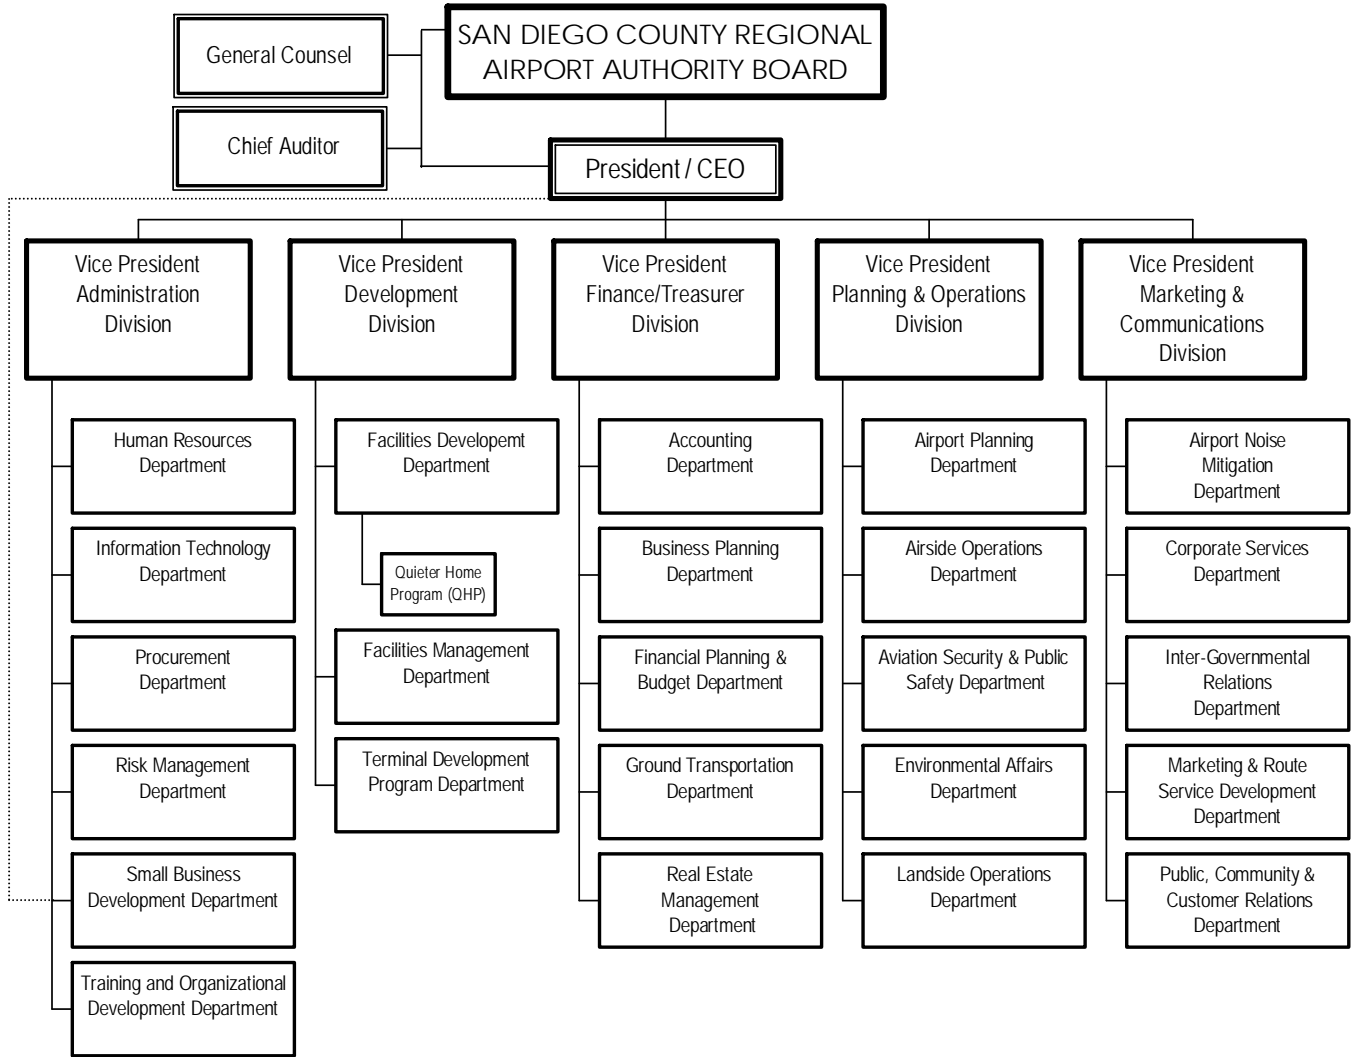 General Counsel
SAN DIEGO COUNTY REGIONAL
AIRPORT AUTHORITY BOARD
Chief Auditor
President / CEO
Vice President
Administration
Division
Vice President
Development
Division
Vice President
Finance/Treasurer
Division
Vice President
Planning & Operations
Division
Vice President
Marketing &
Communications
Division
Human Resources
Department
Information Technology
Department
Procurement
Department
Risk Management
Department
Small Business
Development Department
Training and Organizational
Development Department
Facilities Developemt
Department
Quieter Home
Program (QHP)
Facilities Management
Department
Terminal Development
Program Department
Accounting
Department
Business Planning
Department
Financial Planning &
Budget Department
Ground Transportation
Department
Real Estate
Management
Department
Airport Planning
Department
Airside Operations
Department
Aviation Security & Public
Safety Department
Environmental Affairs
Department
Landside Operations
Department
Airport Noise
Mitigation
Department
Corporate Services
Department
Inter-Governmental
Relations
Department
Marketing & Route
Service Development
Department
Public, Community &
Customer Relations
Department